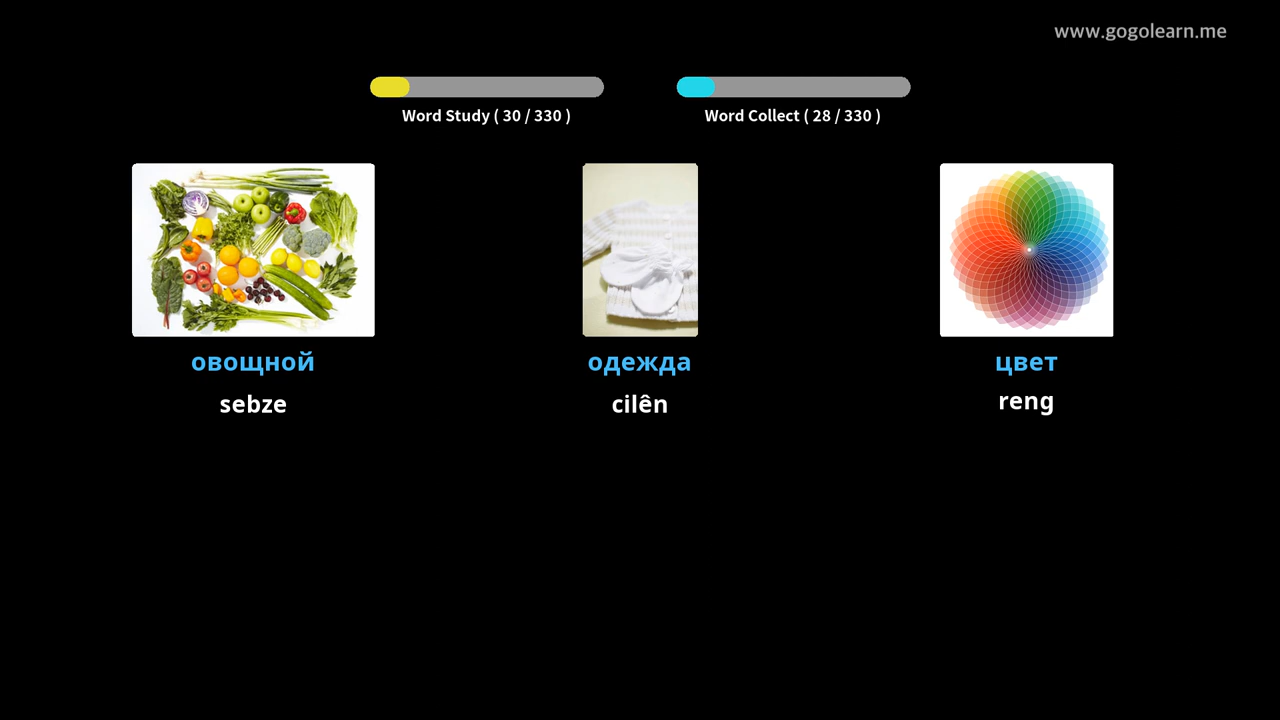 www.gogolearn.me
Word Study ( 30 / 330 )
Word Collect ( 28 / 330 )
овощной
одежда
цвет
sebze
cilên
reng